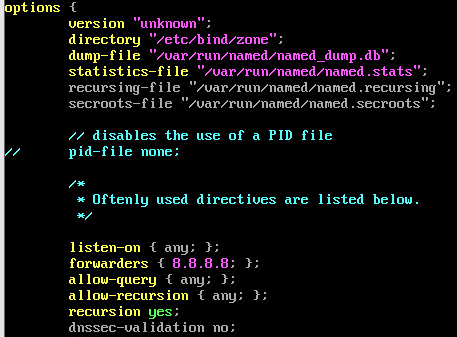 options {
version "unknown";
directory "/etc/bind/zone";
dump-file "/var/run/named/named_dump.db";
statistics-file "/var/run/named/named.stats";
recursing-file "/var/run/named/named.recursing";
secroots-file "/var/run/named/named.secroots";
// disables the use of a PID file
// pid-file none;
/*
* Oftenly used directives are listed below.
*/
listen-on { any; };
forwarders { 8.8.8.8; };
allow-query { any; };
allow-recursion { any; };
recursion yes;
dnssec-validation no;